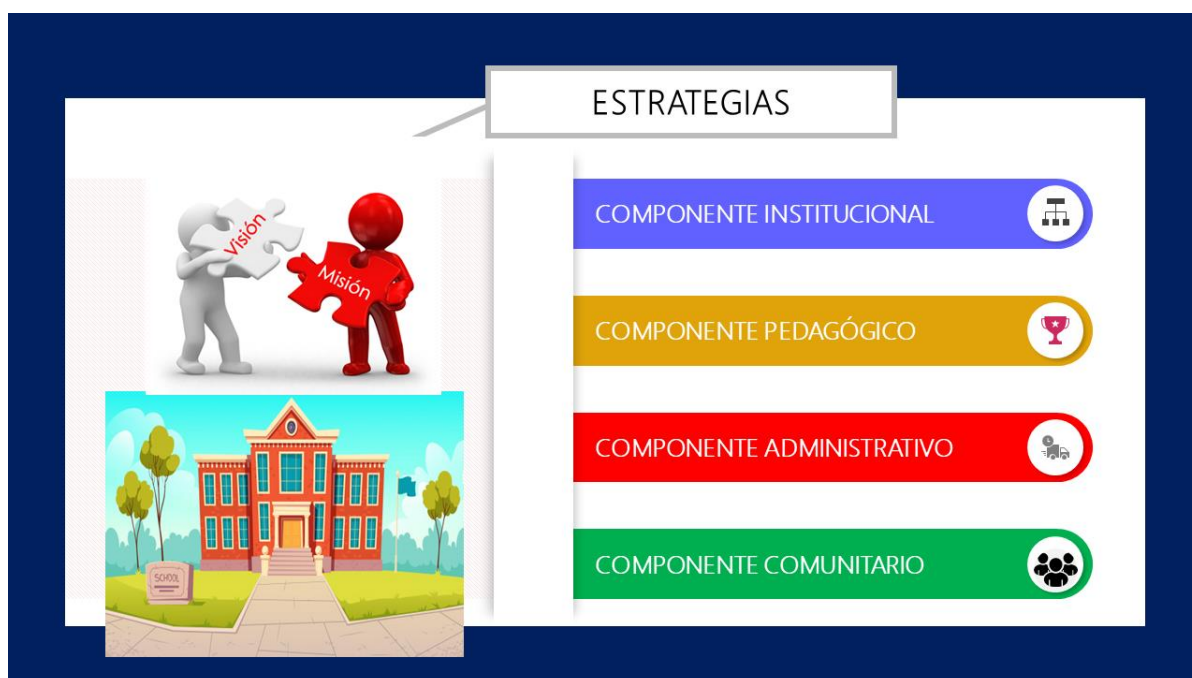 ESTRATEGIAS
Visión
Misión
SCHOOL
COMPONENTE INSTITUCIONAL
COMPONENTE PEDAGÓGICO
COMPONENTE ADMINISTRATIVO
COMPONENTE COMUNITARIO